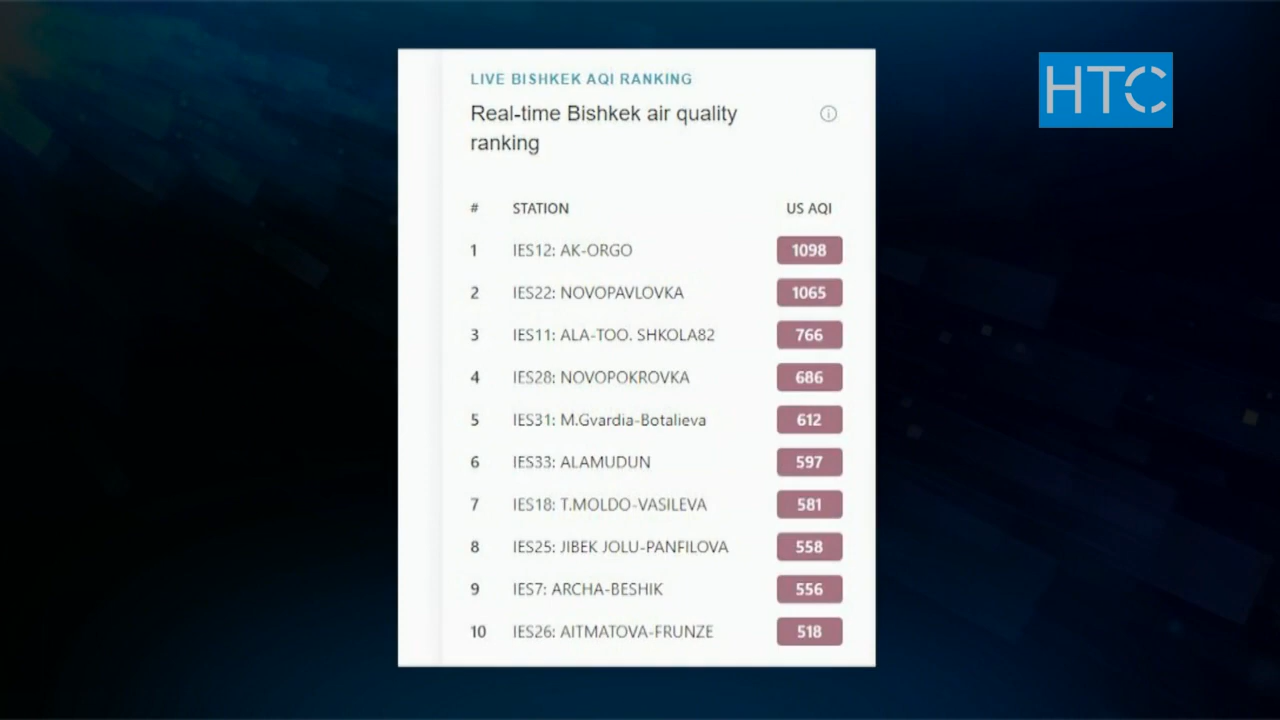 HTC
LIVE BISHKEK AQI RANKING
Real-time Bishkek air quality
ranking
# STATION US AQI
1 IES12: AK-ORGO 1098
2 IES22: NOVOPAVLOVKA 1065
3 IES11: ALA-TOO. SHKOLA82 766
4 IES28: NOVOPOKROVKA 686
5 IES31: M.Gvardia-Botalieva 612
6 IES33: ALAMUDUN 597
7 IES18: T.MOLDO-VASILEVA 581
8 IES25: JIBEK JOLU-PANFILOVA 558
9 IES7: ARCHA-BESHIK 556
10 IES26: AITMATOVA-FRUNZE 518